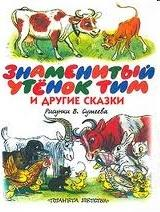 ЗНАМЕНИТЫЙ
УТЁНОК ТИМ
И ДРУГИЕ СКАЗКИ
Рисунки В. Сутеева
ПЛАНЕТА ДЕТСТВА